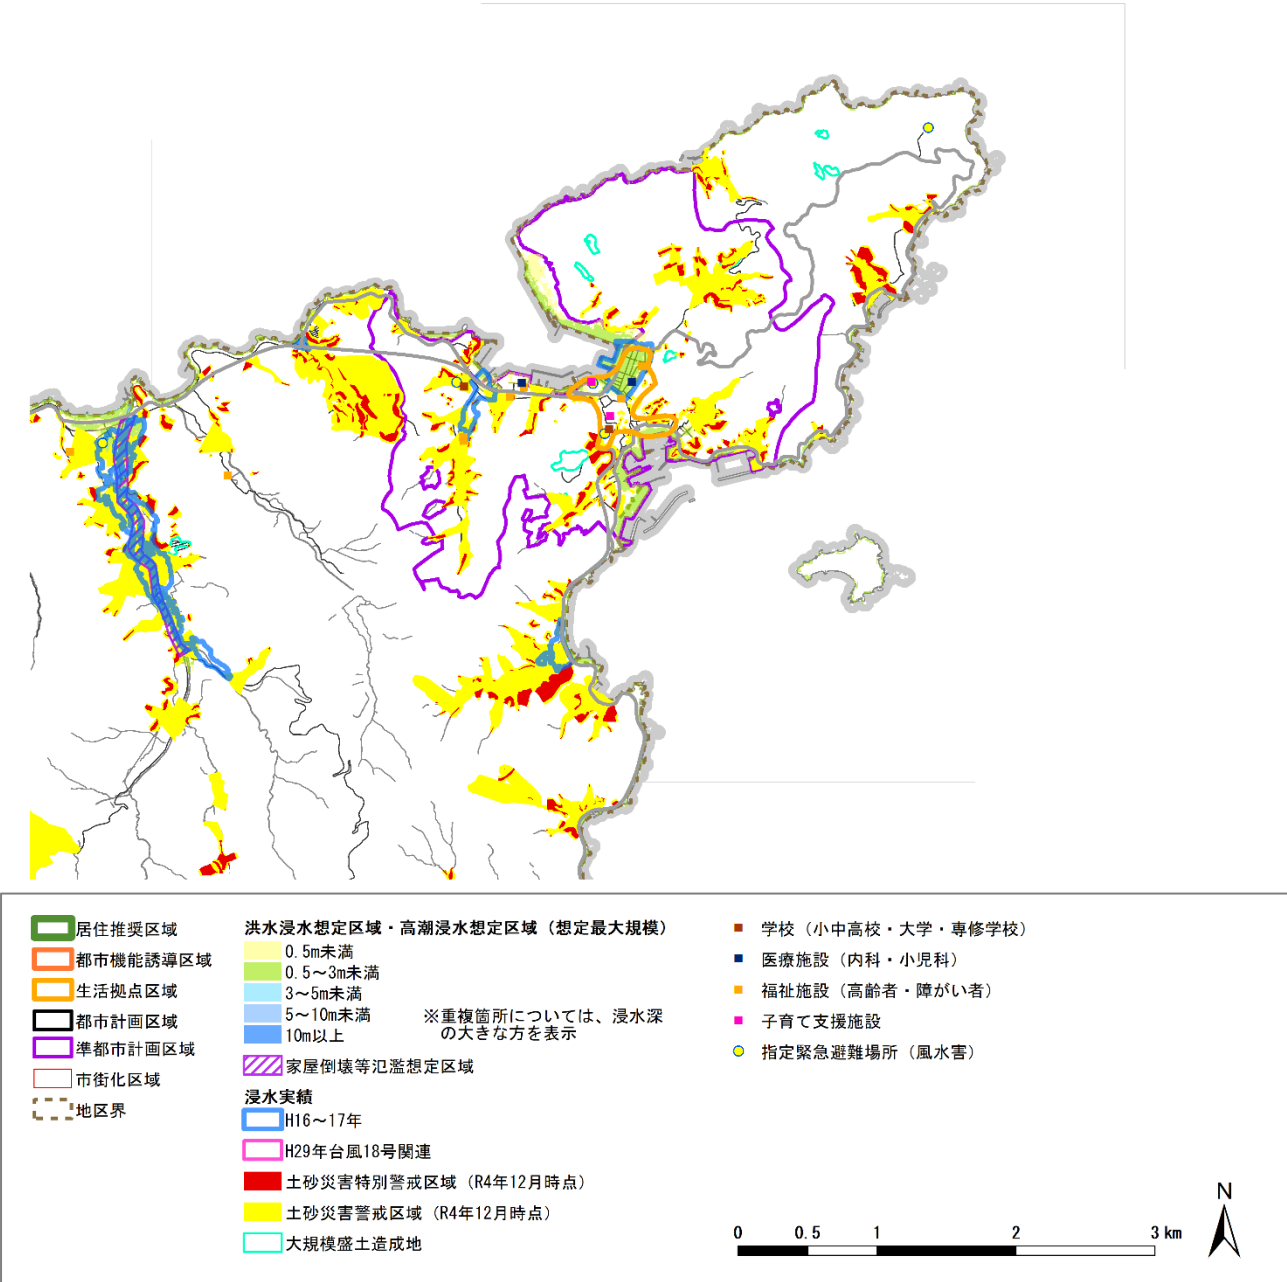 居住推奨区域
都市機能誘導区域
生活拠点区域
都市計画区域
準都市計画区域
市街化区域
地区界
洪水浸水想定区域・高潮浸水想定区域（想定最大規模）
0.5m未満
0.5～3m未満
3～5m未満
5～10m未満
10m以上
※重複箇所については、浸水深
の大きな方を表示
家屋倒壊等氾濫想定区域
浸水実績
H16～17年
H29年台風18号関連
土砂災害特別警戒区域（R4年12月時点）
土砂災害警戒区域（R4年12月時点）
大規模盛土造成地
学校（小中高校・大学・専修学校）
医療施設（内科・小児科）
福祉施設（高齢者・障がい者）
子育て支援施設
指定緊急避難場所（風水害）
0 0.5 1 2 3 km
N